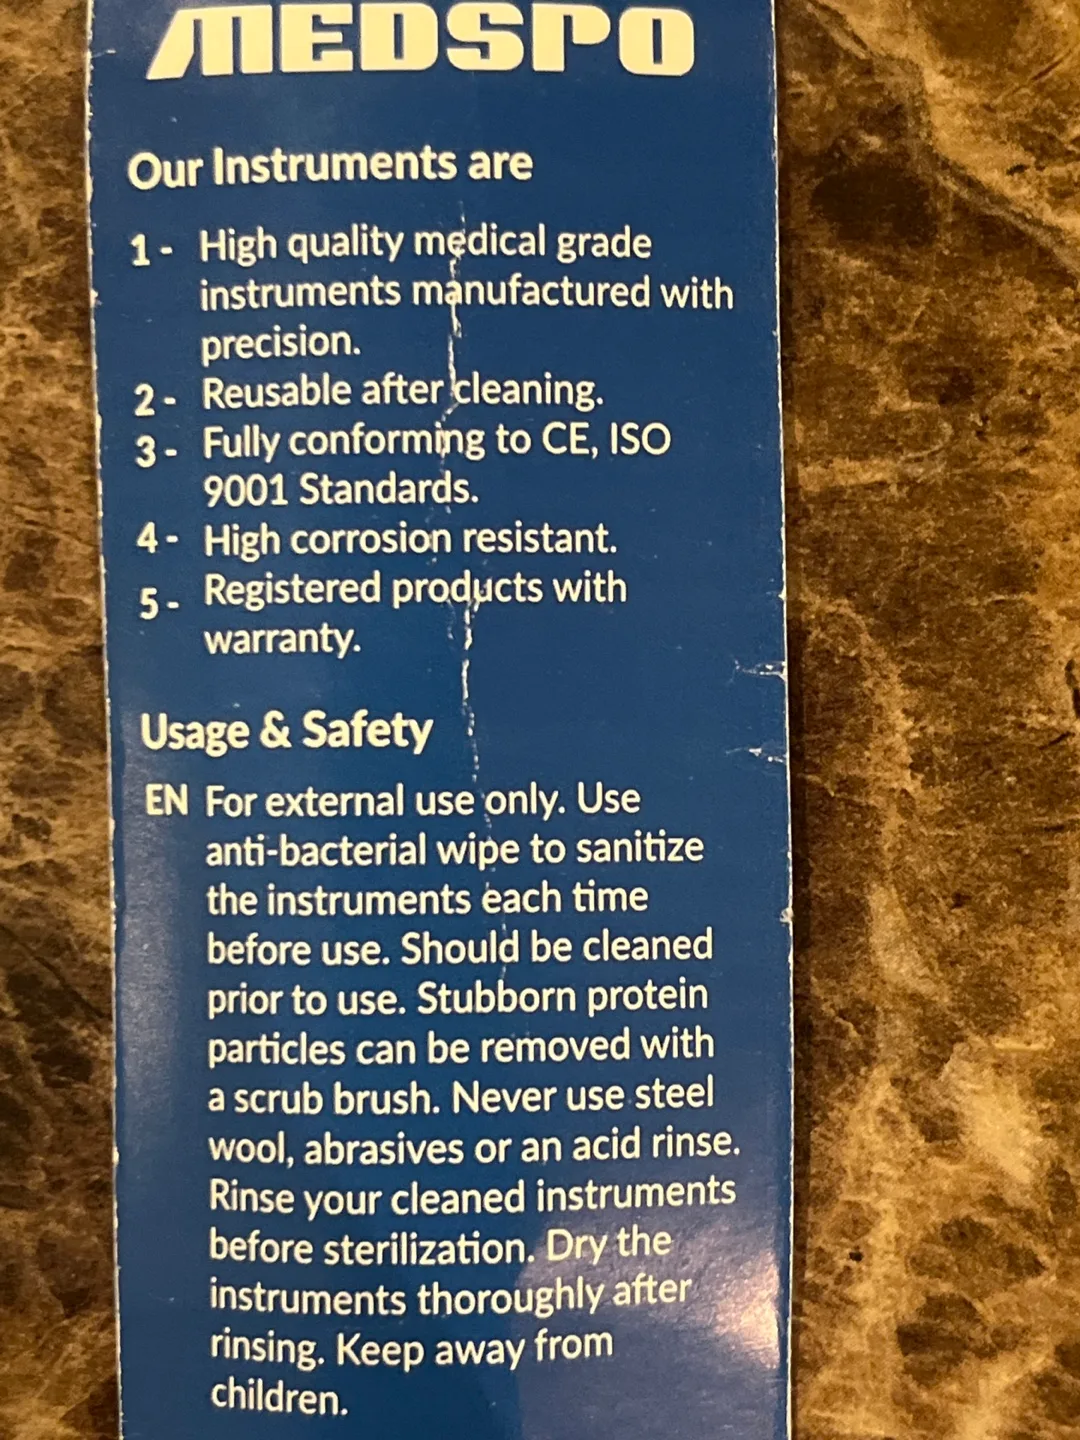 MEDSPO
Our Instruments are
1 - High quality medical grade
instruments manufactured with
precision.
2 - Reusable after cleaning.
3 - Fully conforming to CE, ISO
9001 Standards.
4 - High corrosion resistant.
5 - Registered products with
warranty.
Usage & Safety
EN For external use only. Use
anti-bacterial wipe to sanitize
the instruments each time
before use. Should be cleaned
prior to use. Stubborn protein
particles can be removed with
a scrub brush. Never use steel
wool, abrasives or an acid rinse.
Rinse your cleaned instruments
before sterilization. Dry the
instruments thoroughly after
rinsing. Keep away from
children.